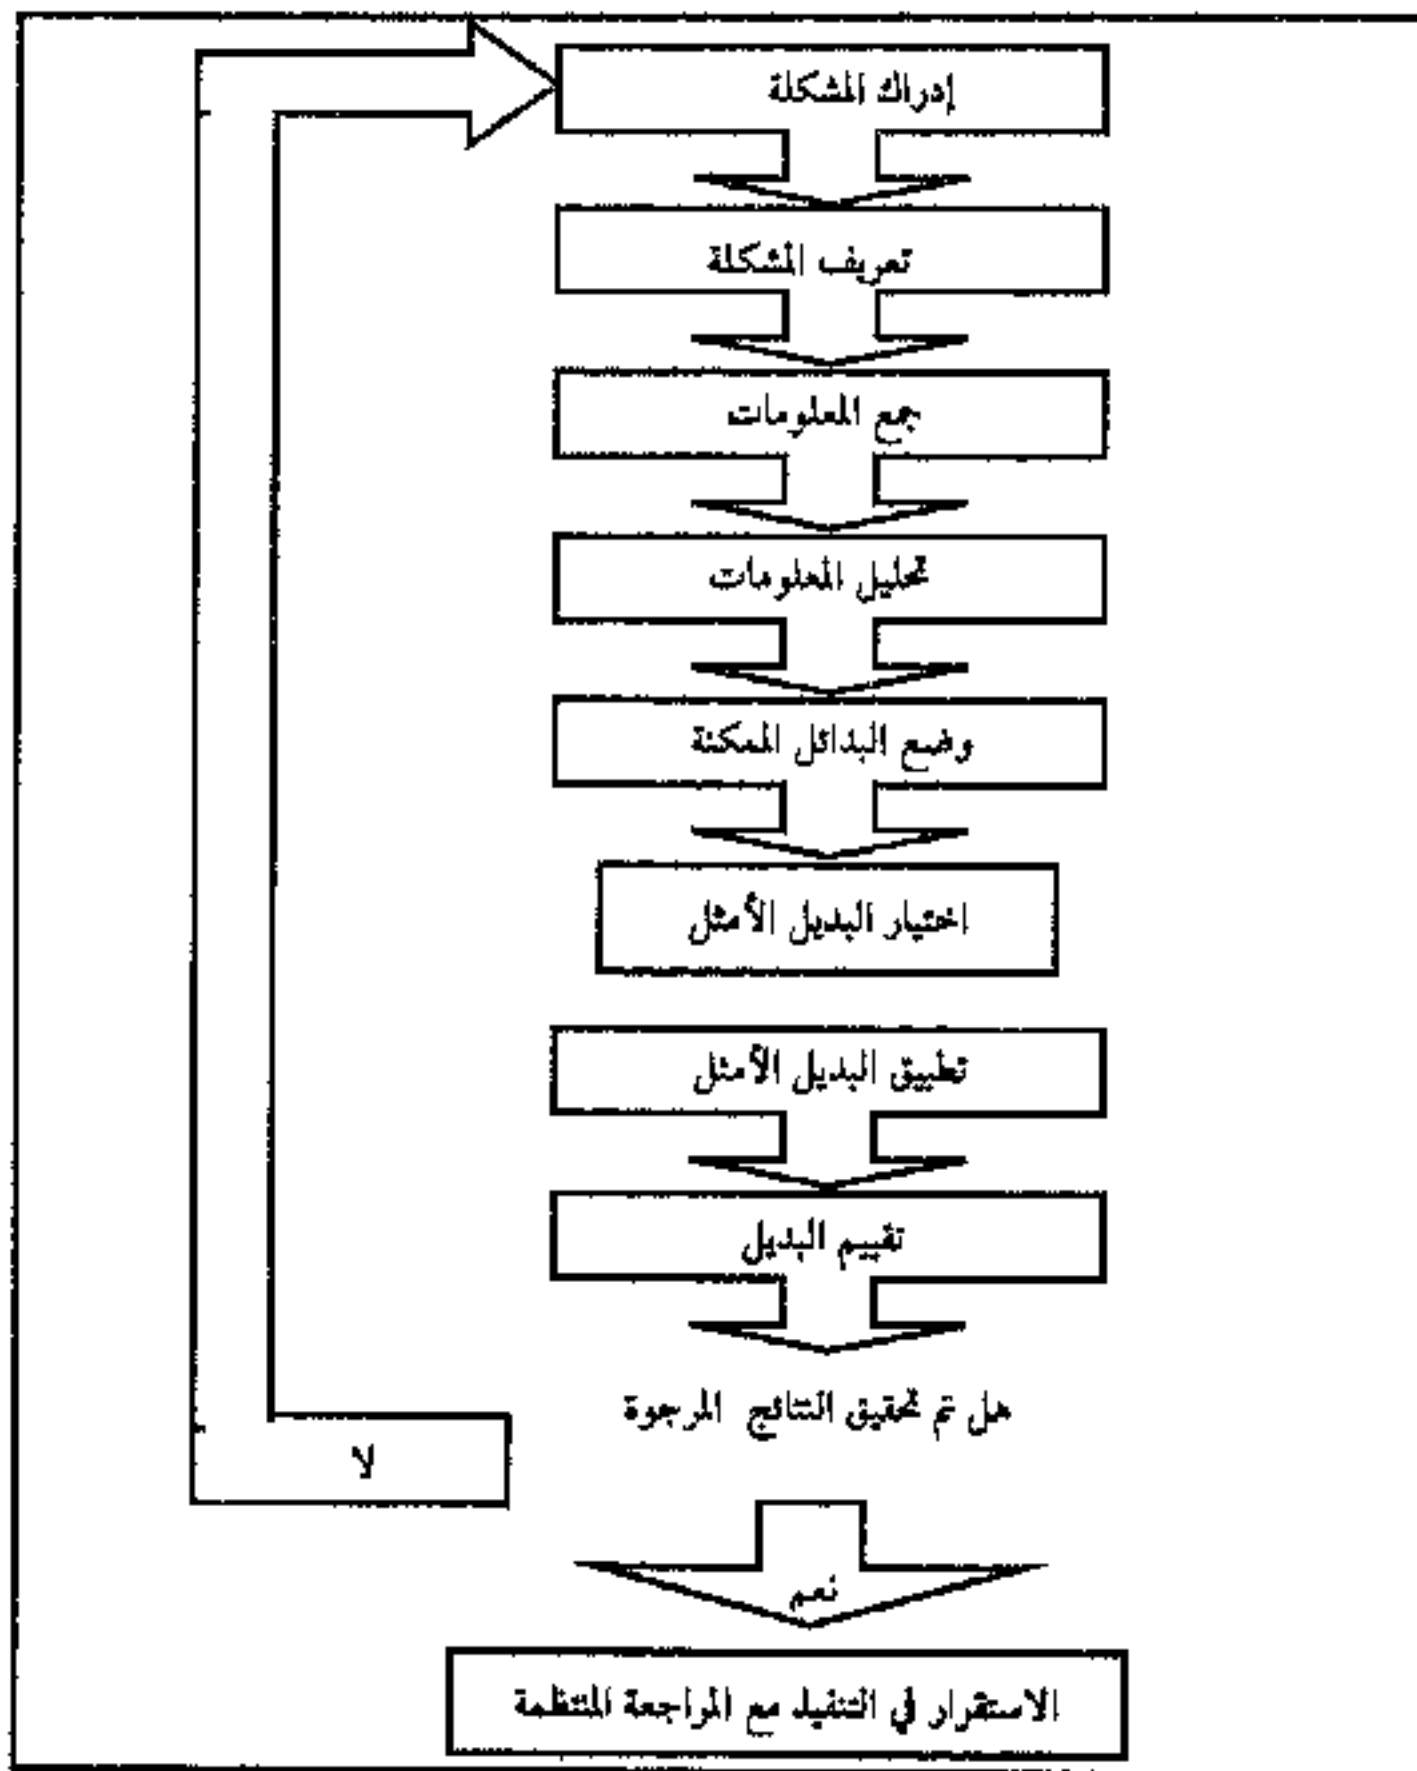 إدراك المشكلة
تعريف المشكلة
جمع المعلومات
تحليل المعلومات
وضع البدائل الممكنة
اختيار البديل الأمثل
تطبيق البديل الأمثل
تقييم البديل
هل تم تحقيق النتائج المرجوة
لا
نعم
الاستقرار في التنفيذ مع المراجعة المنتظمة